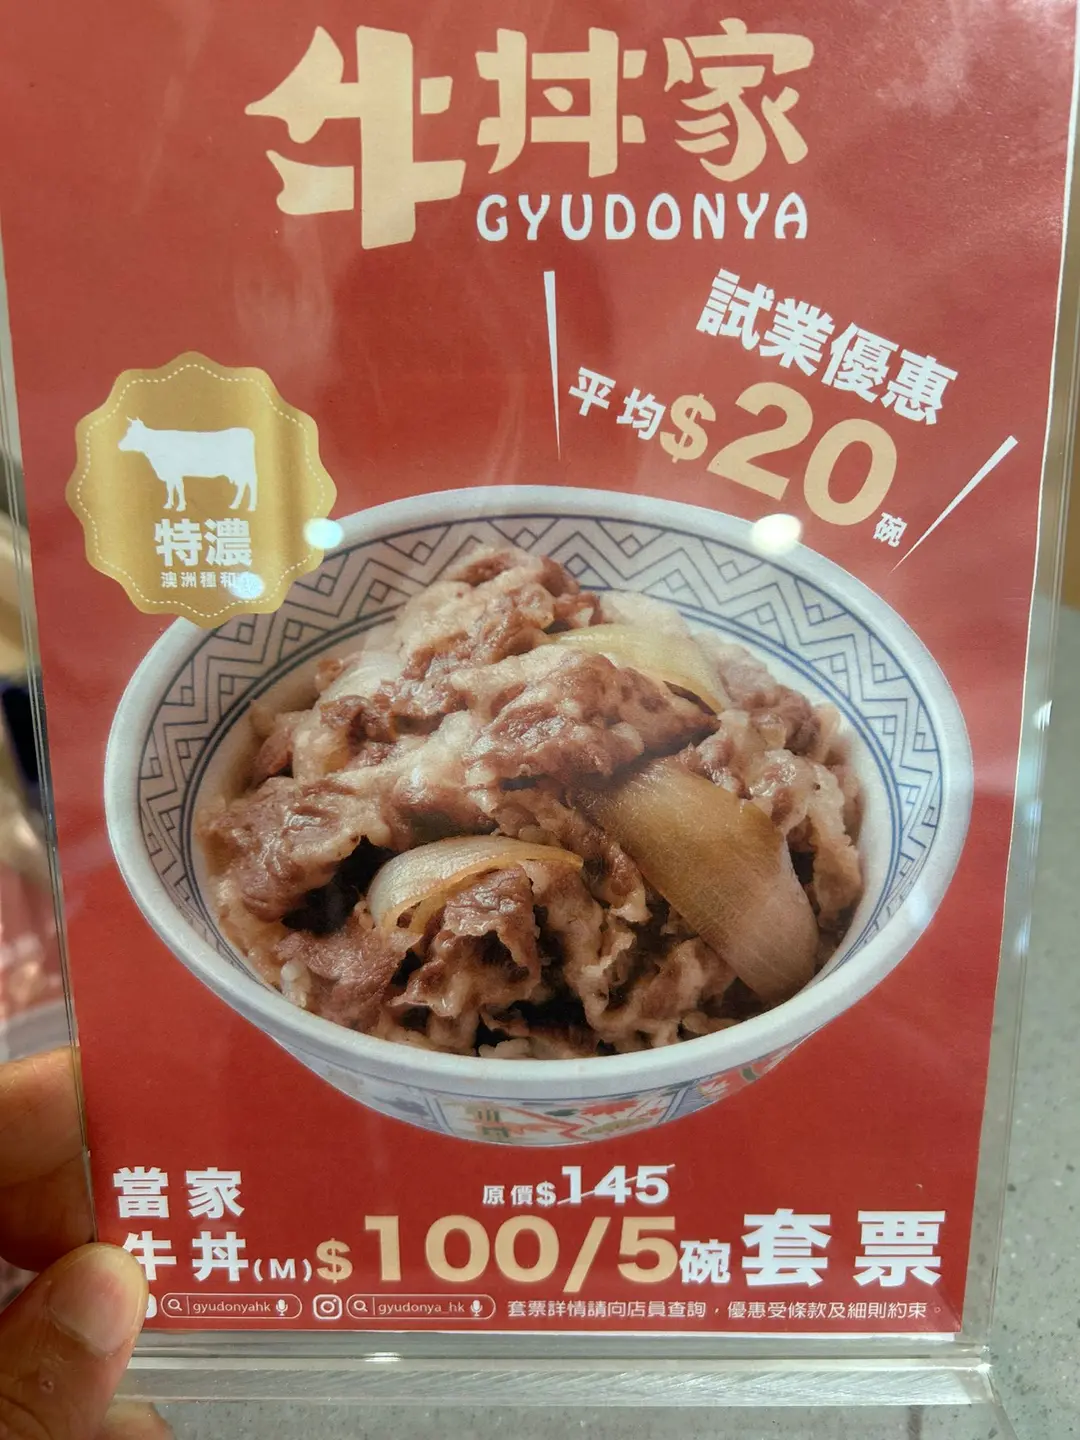 牛丼家
GYUDONYA
試業優惠
平均$20碗
特濃
澳洲種和
當家
牛丼(M)
原價$145
$100/5碗套票
gyudonyahk
gyudonya_hk
套票詳情請向店員查詢，優惠受條款及細則約束。